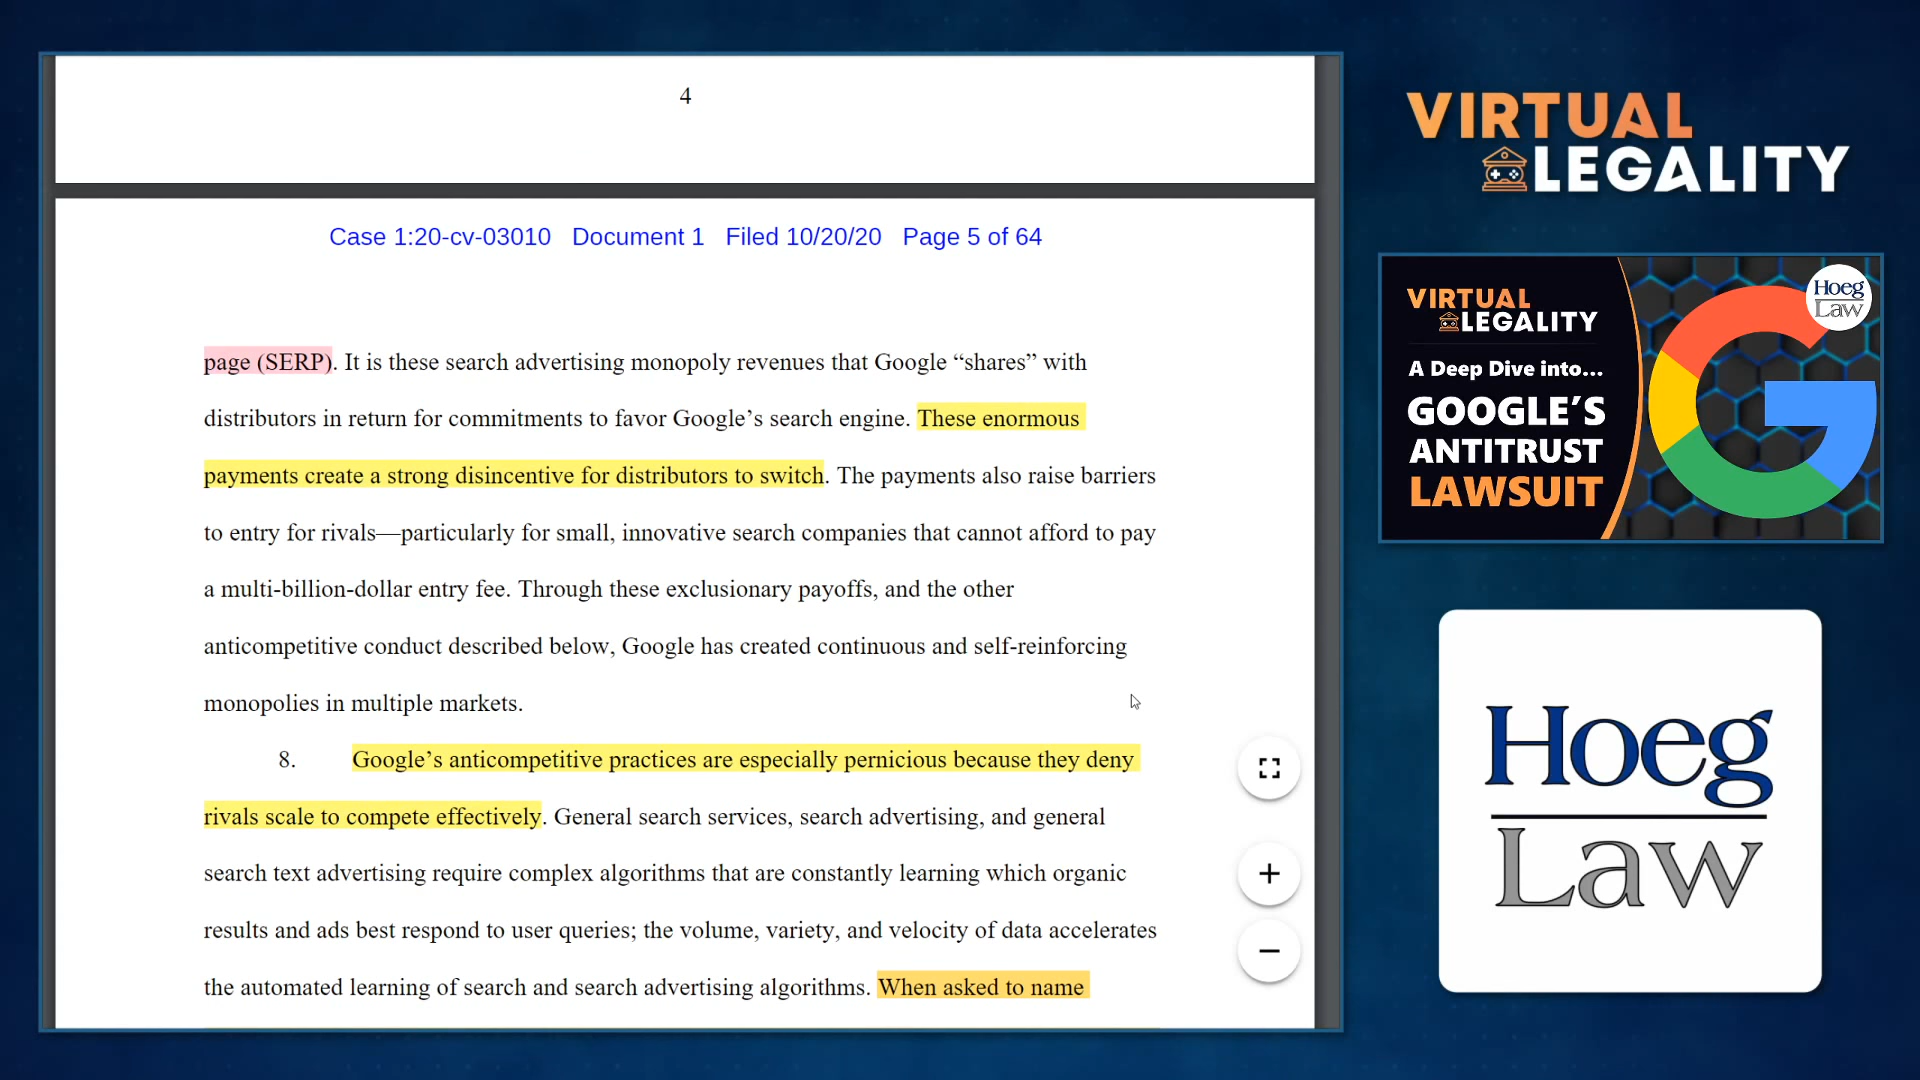 4
Case 1:20-cv-03010 Document 1 Filed 10/20/20 Page 5 of 64
page (SERP). It is these search advertising monopoly revenues that Google “shares” with
distributors in return for commitments to favor Google’s search engine. These enormous
payments create a strong disincentive for distributors to switch. The payments also raise barriers
to entry for rivals—particularly for small, innovative search companies that cannot afford to pay
a multi-billion-dollar entry fee. Through these exclusionary payoffs, and the other
anticompetitive conduct described below, Google has created continuous and self-reinforcing
monopolies in multiple markets.
8. Google’s anticompetitive practices are especially pernicious because they deny
rivals scale to compete effectively. General search services, search advertising, and general
search text advertising require complex algorithms that are constantly learning which organic
results and ads best respond to user queries; the volume, variety, and velocity of data accelerates
the automated learning of search and search advertising algorithms. When asked to name
VIRTUAL
LEGALITY
VIRTUAL
LEGALITY
Hoeg
Law
A Deep Dive into...
GOOGLE’S
ANTITRUST
LAWSUIT
Hoeg
Law